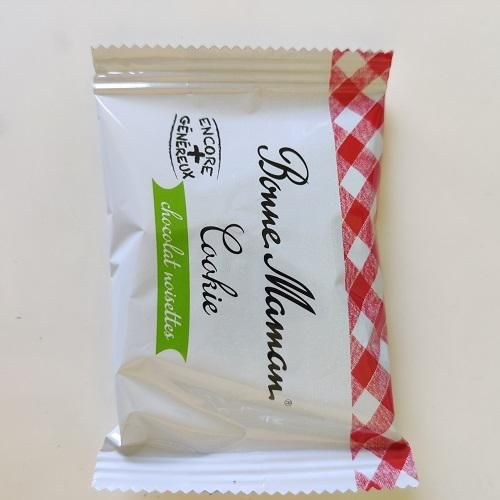 Bonne Maman®
Cookie
ENCORE
+
GÉNÉREUX
chocolat noisettes